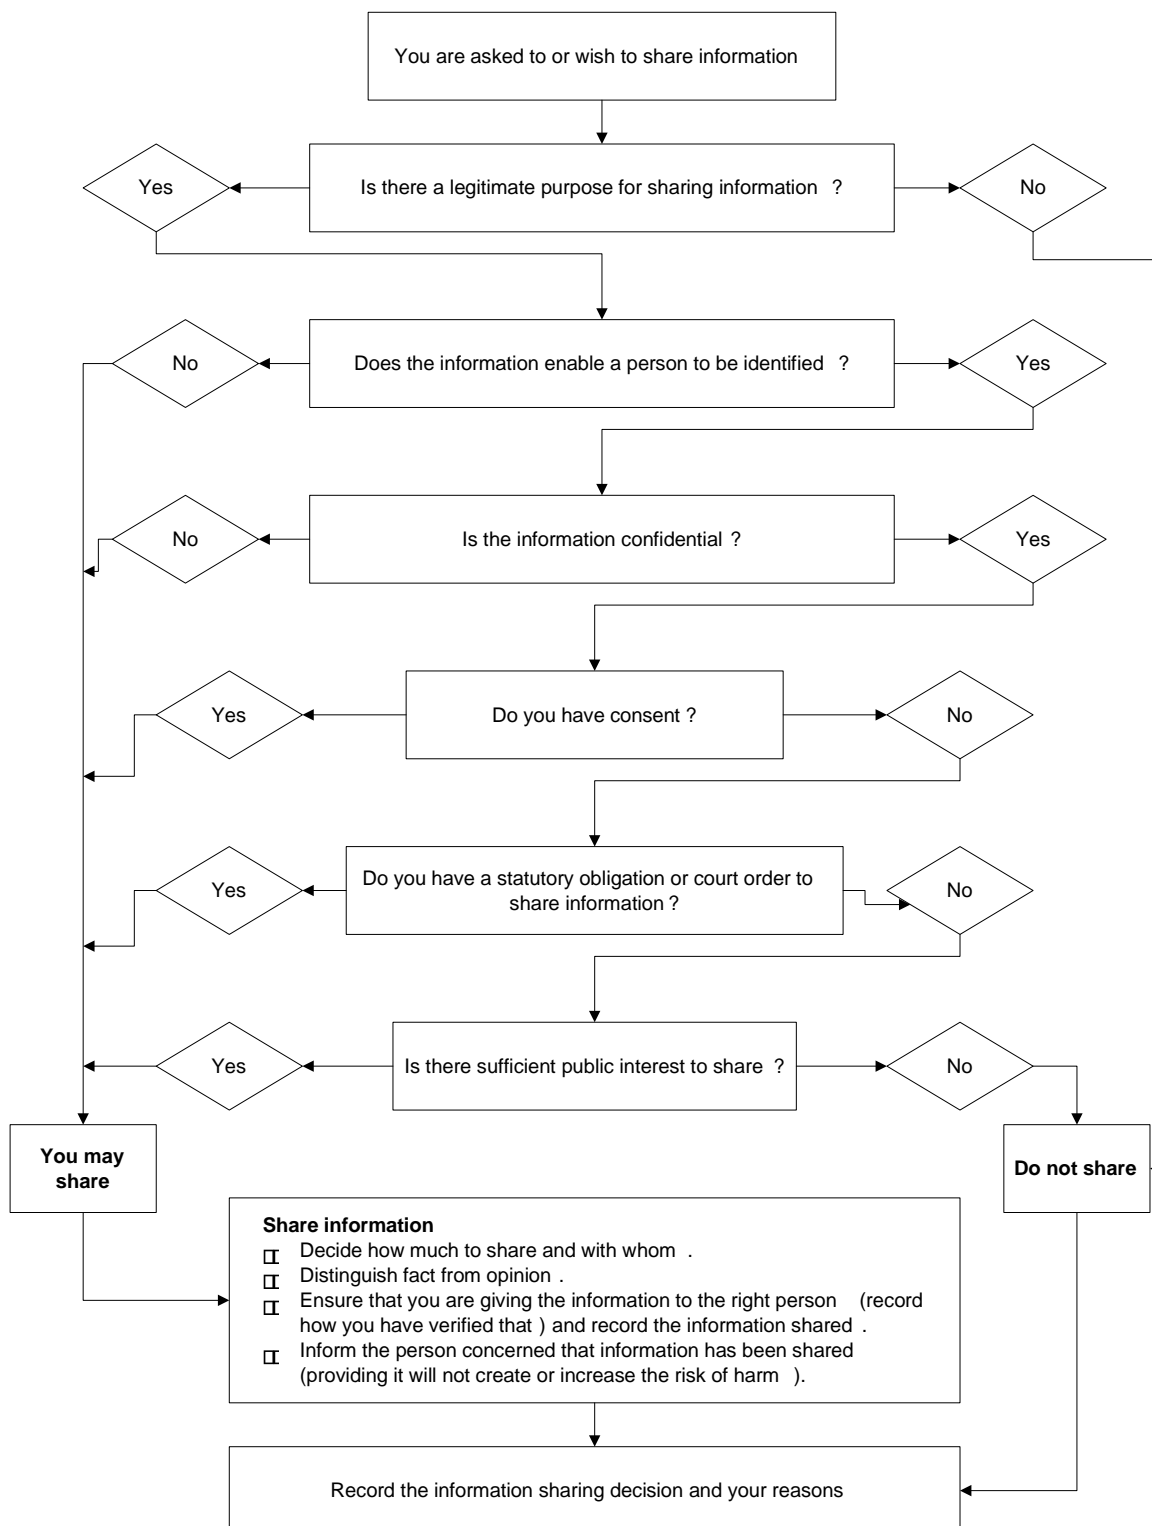 You are asked to or wish to share information
Yes
Is there a legitimate purpose for sharing information ?
No
No
Does the information enable a person to be identified ?
Yes
No
Is the information confidential ?
Yes
Yes
Do you have consent ?
No
Yes
Do you have a statutory obligation or court order to
share information ?
No
Yes
Is there sufficient public interest to share ?
No
You may
share
Do not share
Share information
Decide how much to share and with whom .
Distinguish fact from opinion .
Ensure that you are giving the information to the right person (record
how you have verified that ) and record the information shared .
Inform the person concerned that information has been shared
(providing it will not create or increase the risk of harm ).
Record the information sharing decision and your reasons